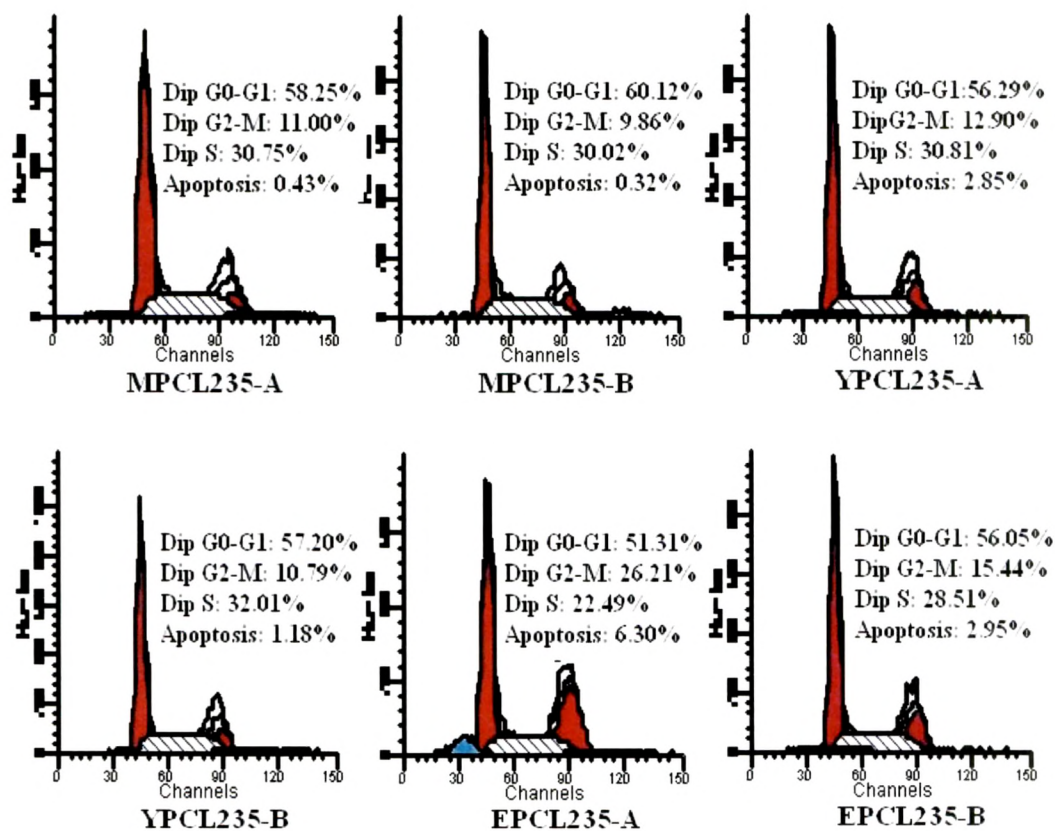 Dip G0-G1: 58.25%
Dip G2-M: 11.00%
Dip S: 30.75%
Apoptosis: 0.43%
0 30 60 90 120 150
Channels
MPCL235-A
Dip G0-G1: 60.12%
Dip G2-M: 9.86%
Dip S: 30.02%
Apoptosis: 0.32%
0 30 60 90 120 150
Channels
MPCL235-B
Dip G0-G1:56.29%
DipG2-M: 12.90%
Dip S: 30.81%
Apoptosis: 2.85%
0 30 60 90 120 150
Channels
YPCL235-A
Dip G0-G1: 57.20%
Dip G2-M: 10.79%
Dip S: 32.01%
Apoptosis: 1.18%
0 30 60 90 120 150
Channels
YPCL235-B
Dip G0-G1: 51.31%
Dip G2-M: 26.21%
Dip S: 22.49%
Apoptosis: 6.30%
0 30 60 90 120 150
Channels
EPCL235-A
Dip G0-G1: 56.05%
Dip G2-M: 15.44%
Dip S: 28.51%
Apoptosis: 2.95%
0 30 60 90 120 150
Channels
EPCL235-B